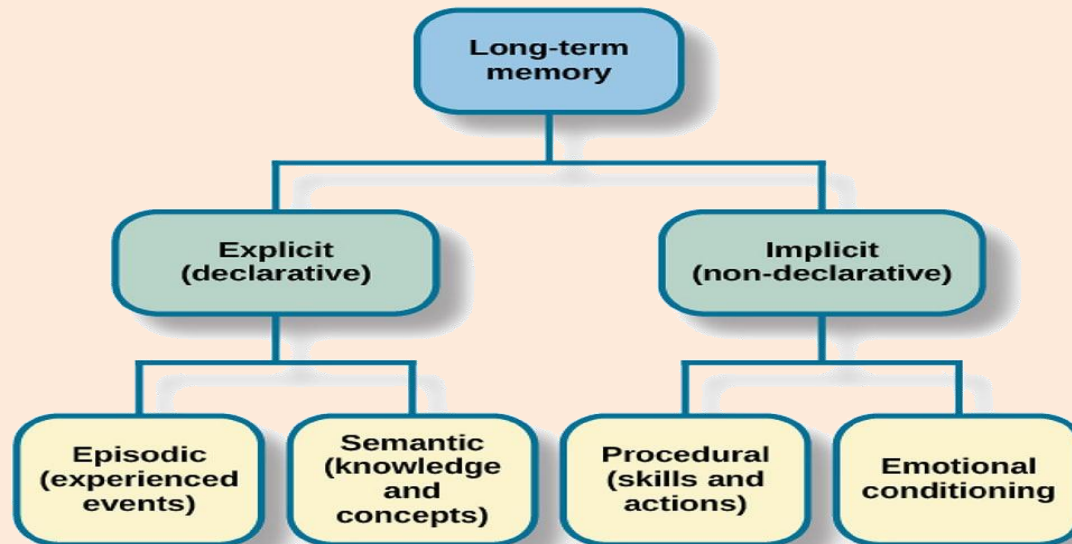 Long-term
memory
Explicit
(declarative)
Implicit
(non-declarative)
Episodic
(experienced
events)
Semantic
(knowledge
and
concepts)
Procedural
(skills and
actions)
Emotional
conditioning